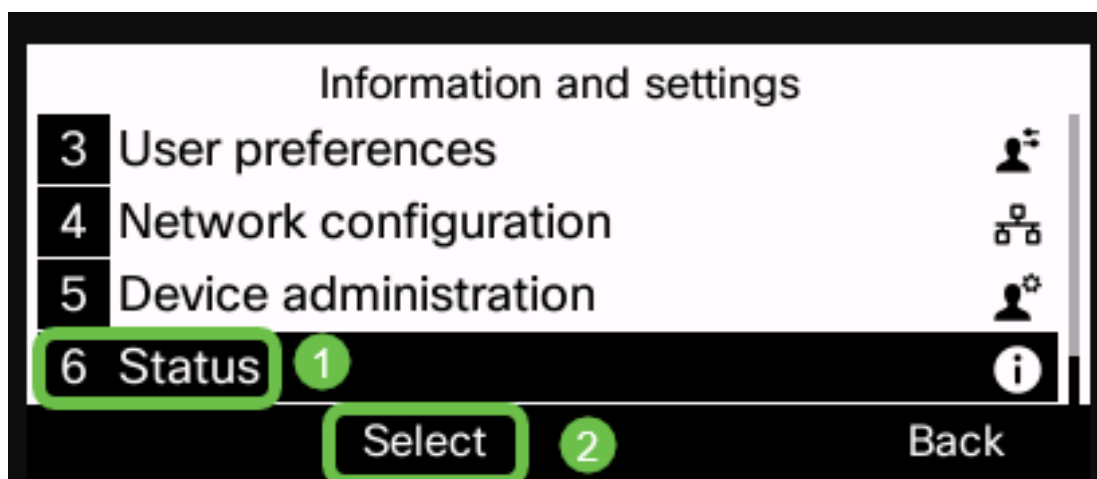 Information and settings
3 User preferences
4 Network configuration
5 Device administration
6 Status 1
Select 2 Back